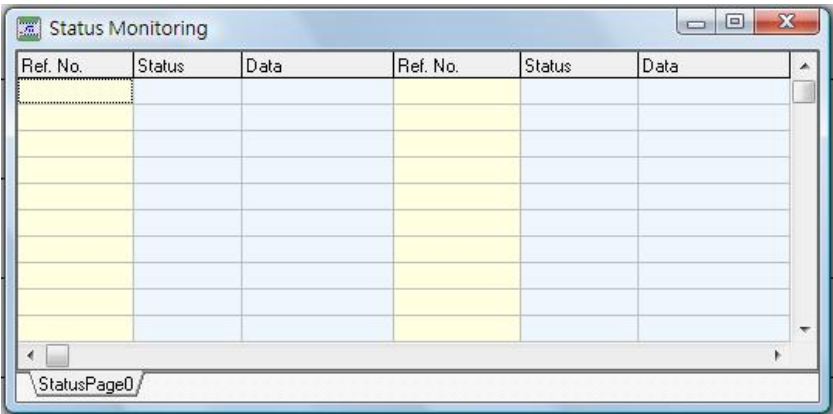 Status Monitoring
Ref. No. Status Data Ref. No. Status Data
StatusPage0